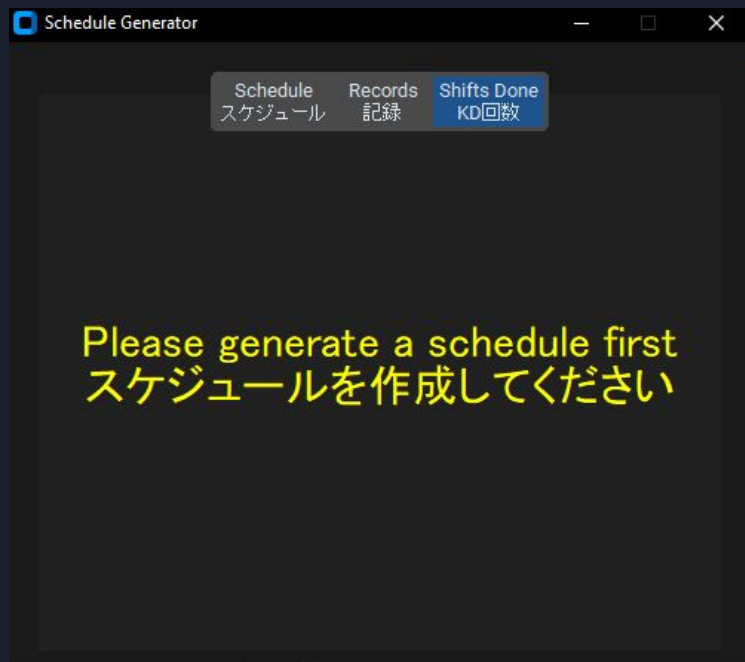 Schedule Generator
Schedule Records Shifts Done
スケジュール 記録 KD回数
Please generate a schedule first
スケジュールを作成してください